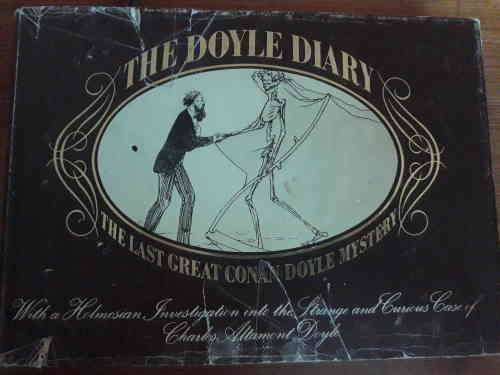 THE DOYLE DIARY
THE LAST GREAT CONAN DOYLE MYSTERY
With a Holmesian Investigation into the Strange and Curious Case of
Charles Altamont Doyle